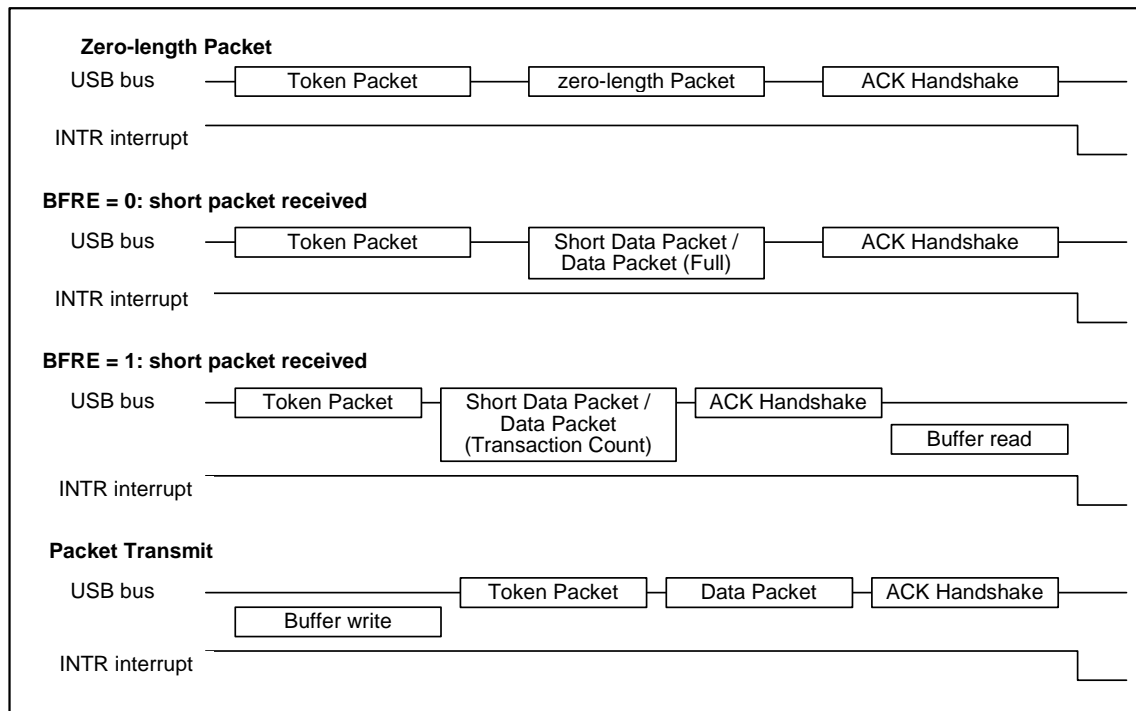 Zero-length Packet
USB bus
Token Packet
zero-length Packet
ACK Handshake
INTR interrupt
BFRE = 0: short packet received
USB bus
Token Packet
Short Data Packet /
Data Packet (Full)
ACK Handshake
INTR interrupt
BFRE = 1: short packet received
USB bus
Token Packet
Short Data Packet /
Data Packet
(Transaction Count)
ACK Handshake
Buffer read
INTR interrupt
Packet Transmit
USB bus
Token Packet
Data Packet
ACK Handshake
Buffer write
INTR interrupt